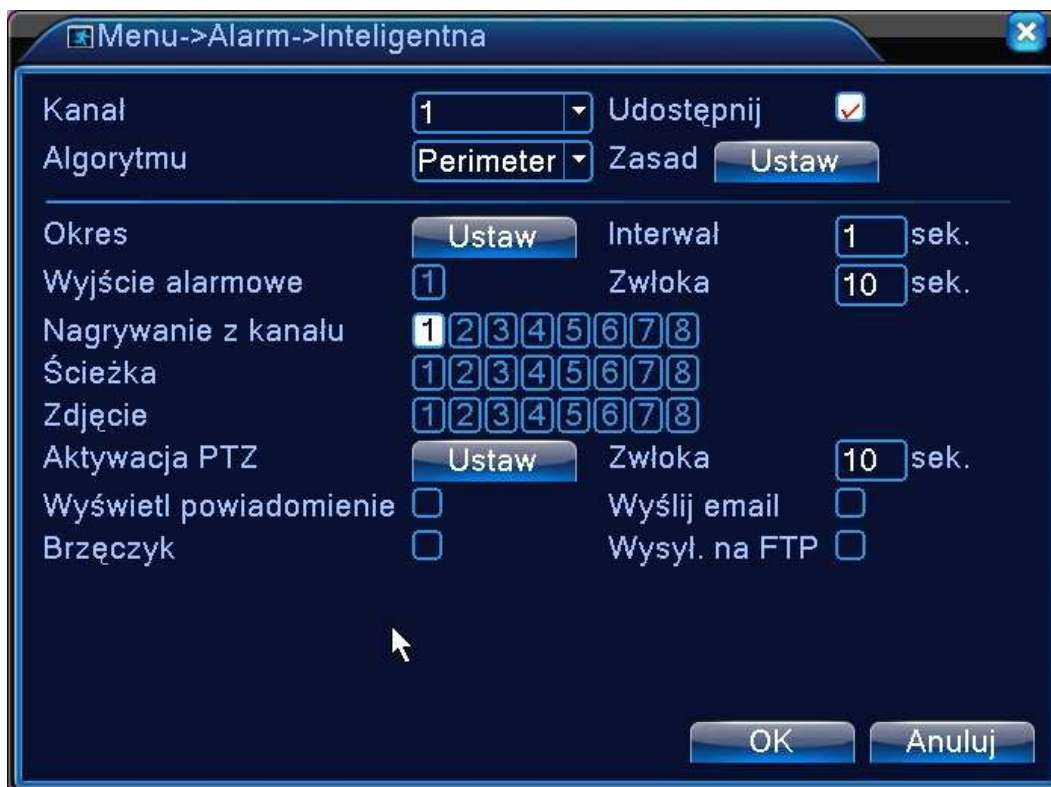 Menu->Alarm->Inteligentna
Kanał 1 Udostępnij
Algorytmu Perimeter Zasad Ustaw
Okres Ustaw Interwał 1 sek.
Wyjście alarmowe 1 Zwłoka 10 sek.
Nagrywanie z kanału 1 2 3 4 5 6 7 8
Ścieżka 1 2 3 4 5 6 7 8
Zdjęcie 1 2 3 4 5 6 7 8
Aktywacja PTZ Ustaw Zwłoka 10 sek.
Wyświetl powiadomienie Wyślij email
Brzęczyk Wysył. na FTP
OK Anuluj